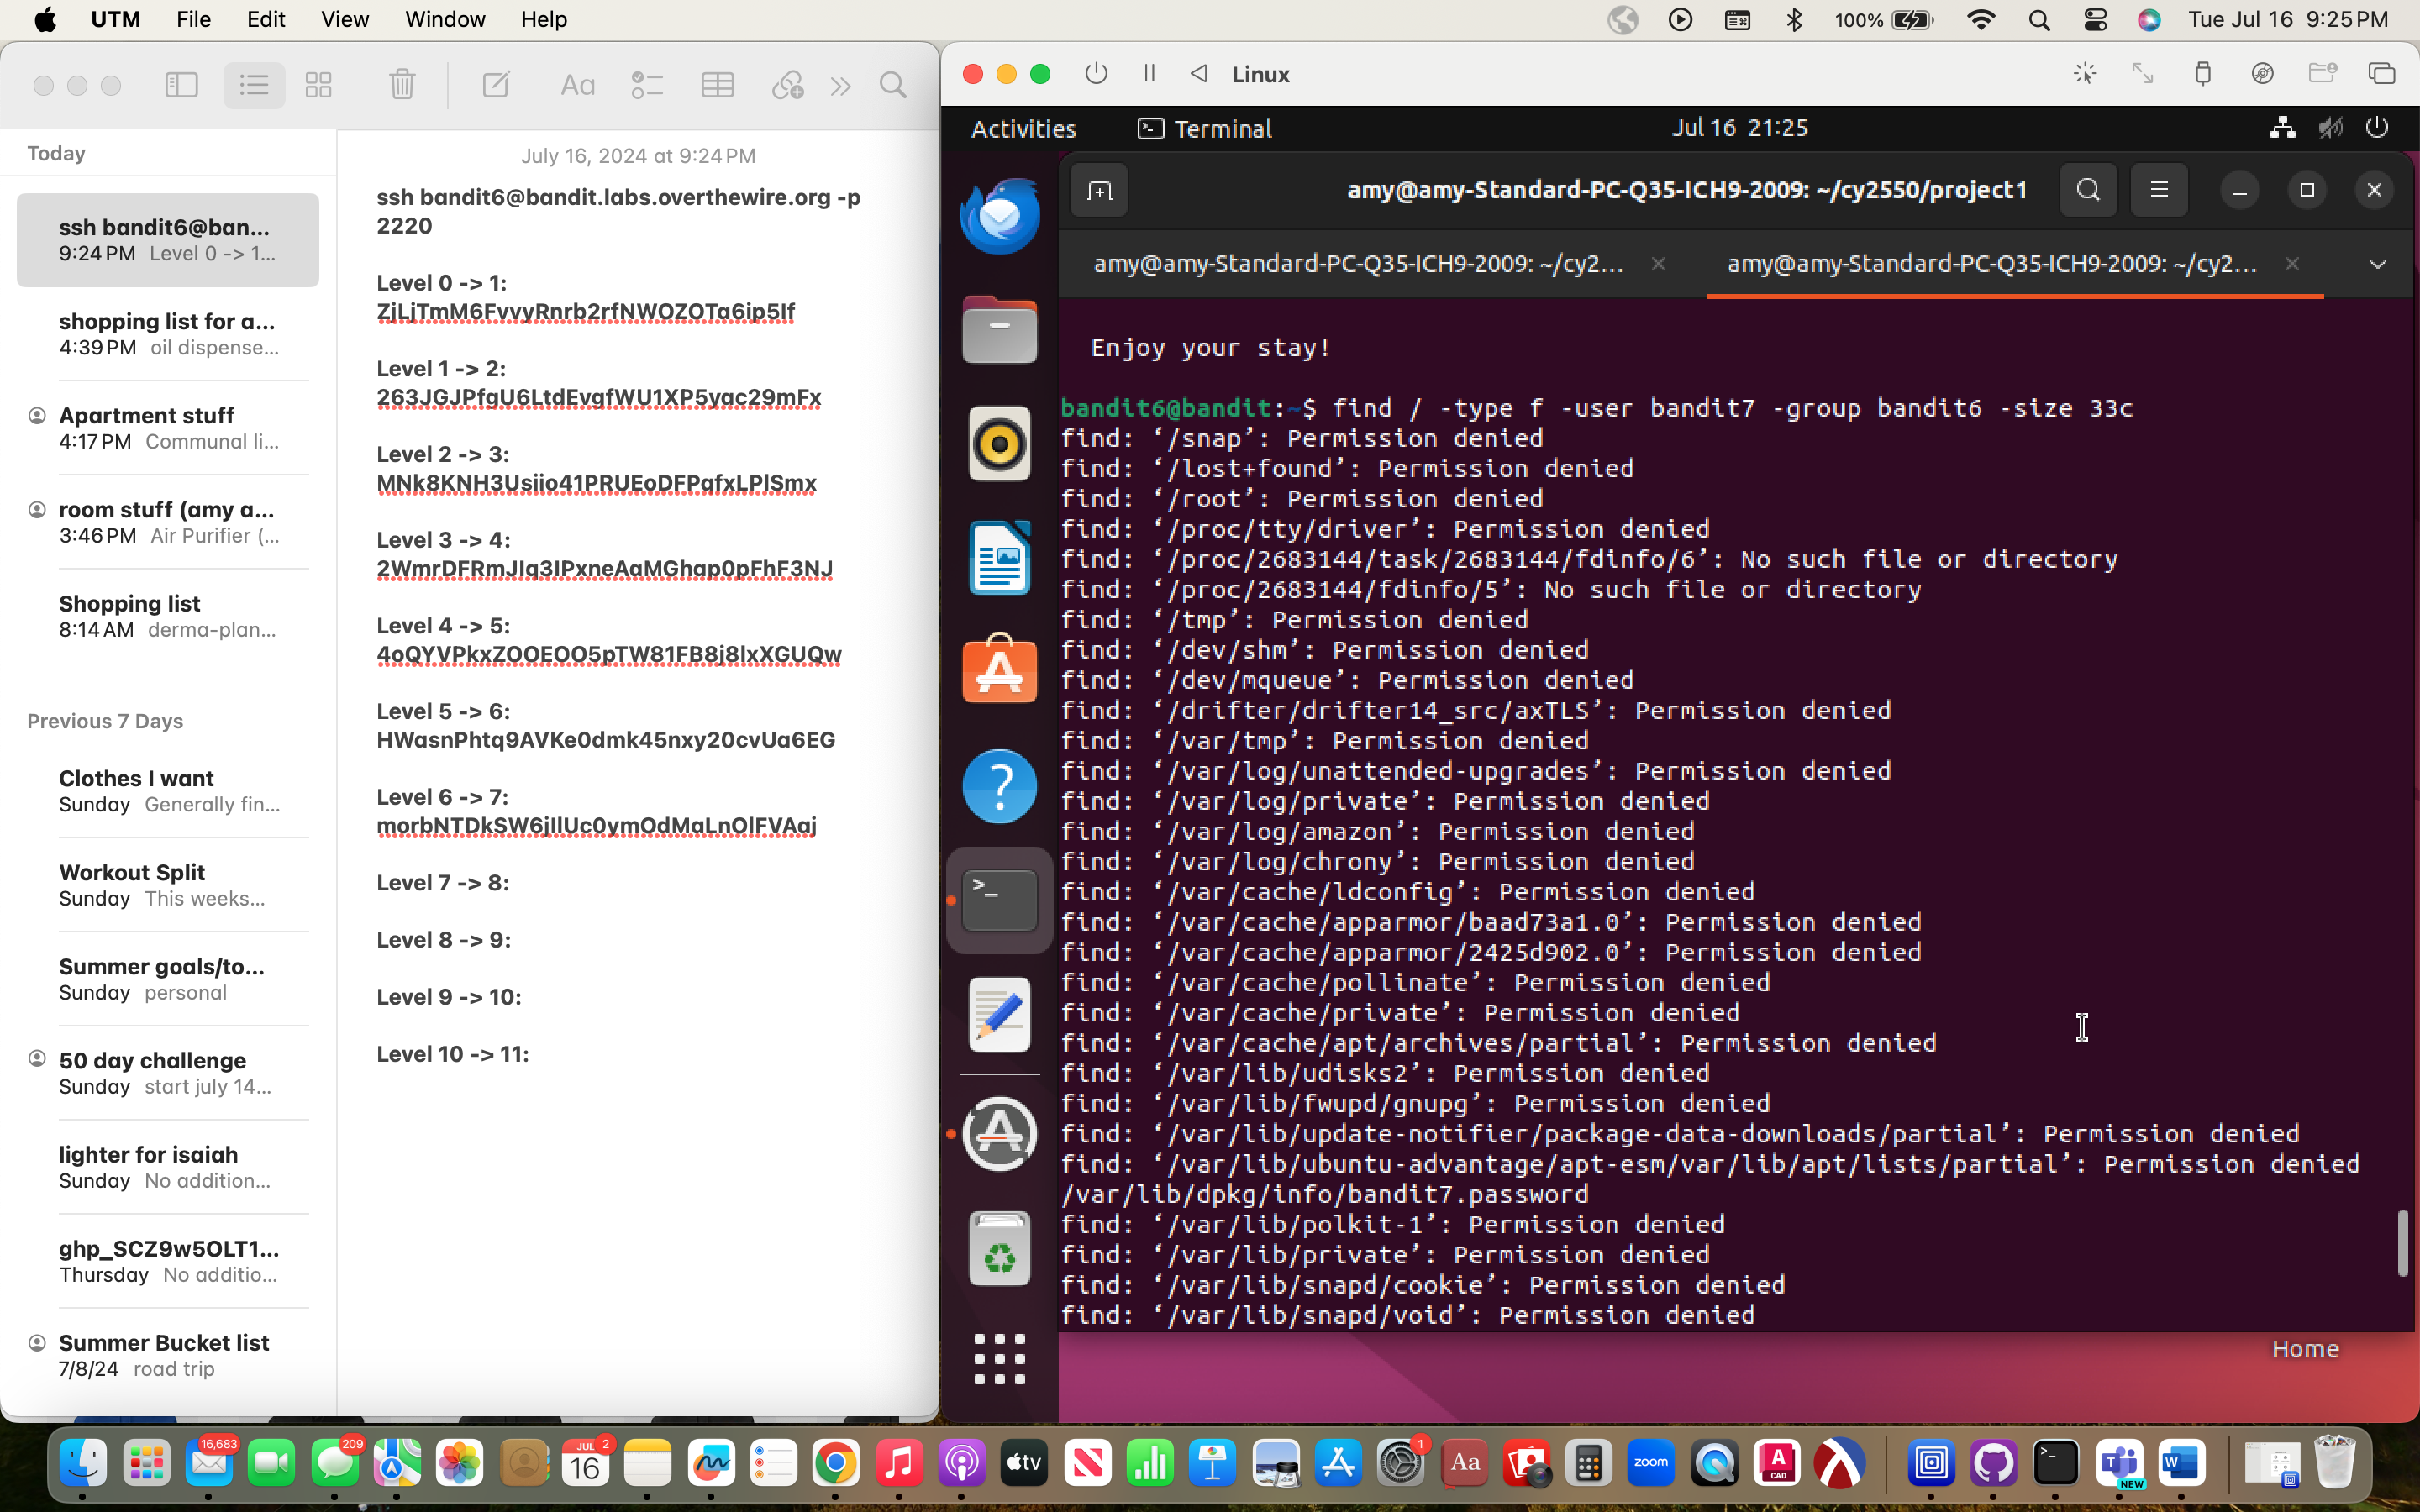 UTM File Edit View Window Help 100% Tue Jul 16 9:25 PM
Today
ssh bandit6@ban...
9:24 PM Level 0 -> 1...
shopping list for a...
4:39 PM oil dispense...
Apartment stuff
4:17 PM Communal li...
room stuff (amy a...
3:46 PM Air Purifier (...
Shopping list
8:14 AM derma-plan...
Previous 7 Days
Clothes I want
Sunday Generally fin...
Workout Split
Sunday This weeks...
Summer goals/to...
Sunday personal
50 day challenge
Sunday start july 14...
lighter for isaiah
Sunday No addition...
ghp_SCZ9w5OLT1...
Thursday No additio...
Summer Bucket list
7/8/24 road trip
Aa
July 16, 2024 at 9:24 PM
ssh bandit6@bandit.labs.overthewire.org -p
2220
Level 0 -> 1:
ZjLjTmM6FvvyRnrb2rfNWOZOTa6ip5If
Level 1 -> 2:
263JGJPfgU6LtdEvgfWU1XP5yac29mFx
Level 2 -> 3:
MNk8KNH3Usiio41PRUEoDFPqfxLPlSmx
Level 3 -> 4:
2WmrDFRmJIq3IPxneAaMGhap0pFhF3NJ
Level 4 -> 5:
4oQYVPkxZOOEOO5pTW81FB8j8lxXGUQw
Level 5 -> 6:
HWasnPhtq9AVKe0dmk45nxy20cvUa6EG
Level 6 -> 7:
morbNTDkSW6jIlUc0ymOdMaLnOlFVAaj
Level 7 -> 8:
Level 8 -> 9:
Level 9 -> 10:
Level 10 -> 11:
Linux
Activities Terminal Jul 16 21:25
amy@amy-Standard-PC-Q35-ICH9-2009: ~/cy2550/project1
amy@amy-Standard-PC-Q35-ICH9-2009: ~/cy2... amy@amy-Standard-PC-Q35-ICH9-2009: ~/cy2...
Enjoy your stay!
bandit6@bandit:~$ find / -type f -user bandit7 -group bandit6 -size 33c
find: ‘/snap’: Permission denied
find: ‘/lost+found’: Permission denied
find: ‘/root’: Permission denied
find: ‘/proc/tty/driver’: Permission denied
find: ‘/proc/2683144/task/2683144/fdinfo/6’: No such file or directory
find: ‘/proc/2683144/fdinfo/5’: No such file or directory
find: ‘/tmp’: Permission denied
find: ‘/dev/shm’: Permission denied
find: ‘/dev/mqueue’: Permission denied
find: ‘/drifter/drifter14_src/axTLS’: Permission denied
find: ‘/var/tmp’: Permission denied
find: ‘/var/log/unattended-upgrades’: Permission denied
find: ‘/var/log/private’: Permission denied
find: ‘/var/log/amazon’: Permission denied
find: ‘/var/log/chrony’: Permission denied
find: ‘/var/cache/ldconfig’: Permission denied
find: ‘/var/cache/apparmor/baad73a1.0’: Permission denied
find: ‘/var/cache/apparmor/2425d902.0’: Permission denied
find: ‘/var/cache/pollinate’: Permission denied
find: ‘/var/cache/private’: Permission denied
find: ‘/var/cache/apt/archives/partial’: Permission denied
find: ‘/var/lib/udisks2’: Permission denied
find: ‘/var/lib/fwupd/gnupg’: Permission denied
find: ‘/var/lib/update-notifier/package-data-downloads/partial’: Permission denied
find: ‘/var/lib/ubuntu-advantage/apt-esm/var/lib/apt/lists/partial’: Permission denied
/var/lib/dpkg/info/bandit7.password
find: ‘/var/lib/polkit-1’: Permission denied
find: ‘/var/lib/private’: Permission denied
find: ‘/var/lib/snapd/cookie’: Permission denied
find: ‘/var/lib/snapd/void’: Permission denied
Home
16,683 209 JUL 2 16 tv 1 Aa zoom CAD NEW